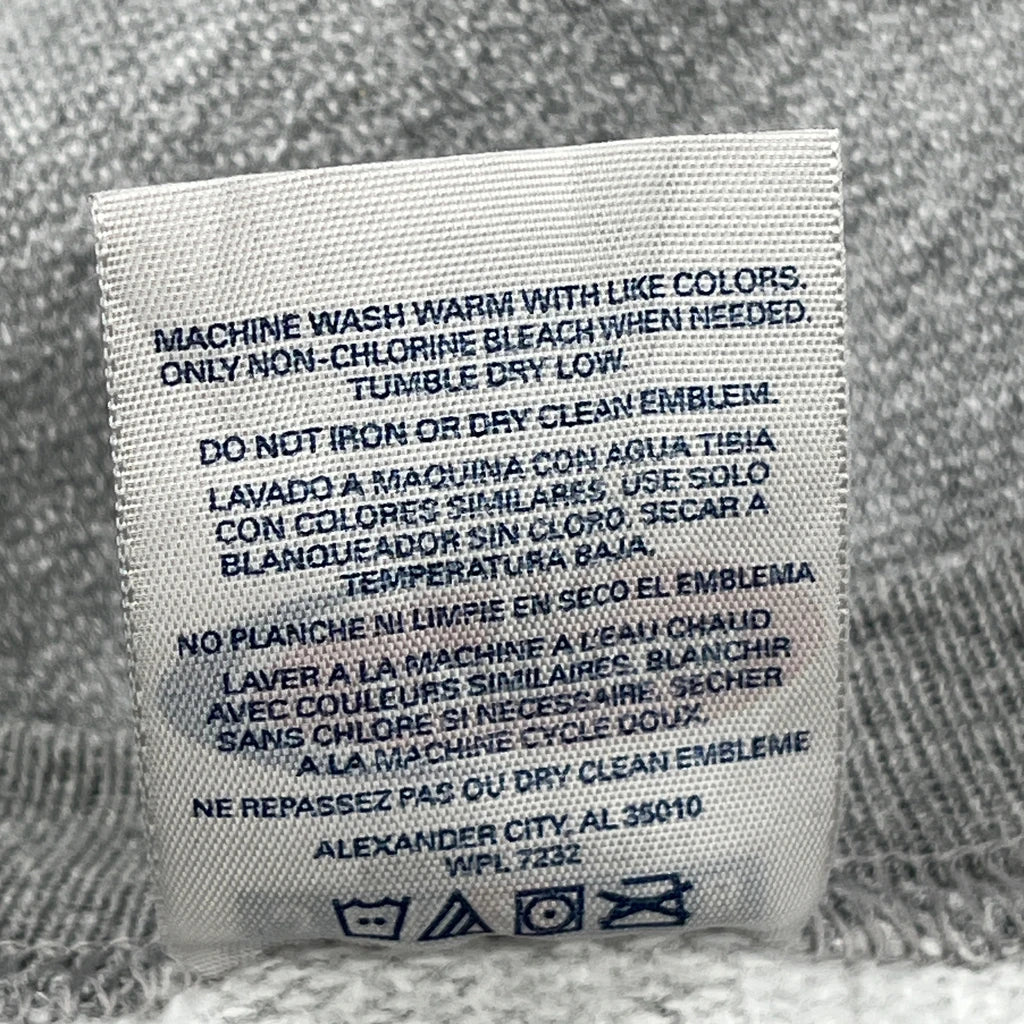 MACHINE WASH WARM WITH LIKE COLORS.
ONLY NON-CHLORINE BLEACH WHEN NEEDED.
TUMBLE DRY LOW.
DO NOT IRON OR DRY CLEAN EMBLEM.
LAVADO A MAQUINA CON AGUA TIBIA
CON COLORES SIMILARES. USE SOLO
BLANQUEADOR SIN CLORO. SECAR A
TEMPERATURA BAJA.
NO PLANCHE NI LIMPIE EN SECO EL EMBLEMA
LAVER A LA MACHINE A L'EAU CHAUD
AVEC COULEURS SIMILAIRES. BLANCHIR
SANS CHLORE SI NECESSAIRE. SECHER
A LA MACHINE CYCLE DOUX.
NE REPASSEZ PAS OU DRY CLEAN EMBLEME
ALEXANDER CITY, AL 35010
WPL 7232